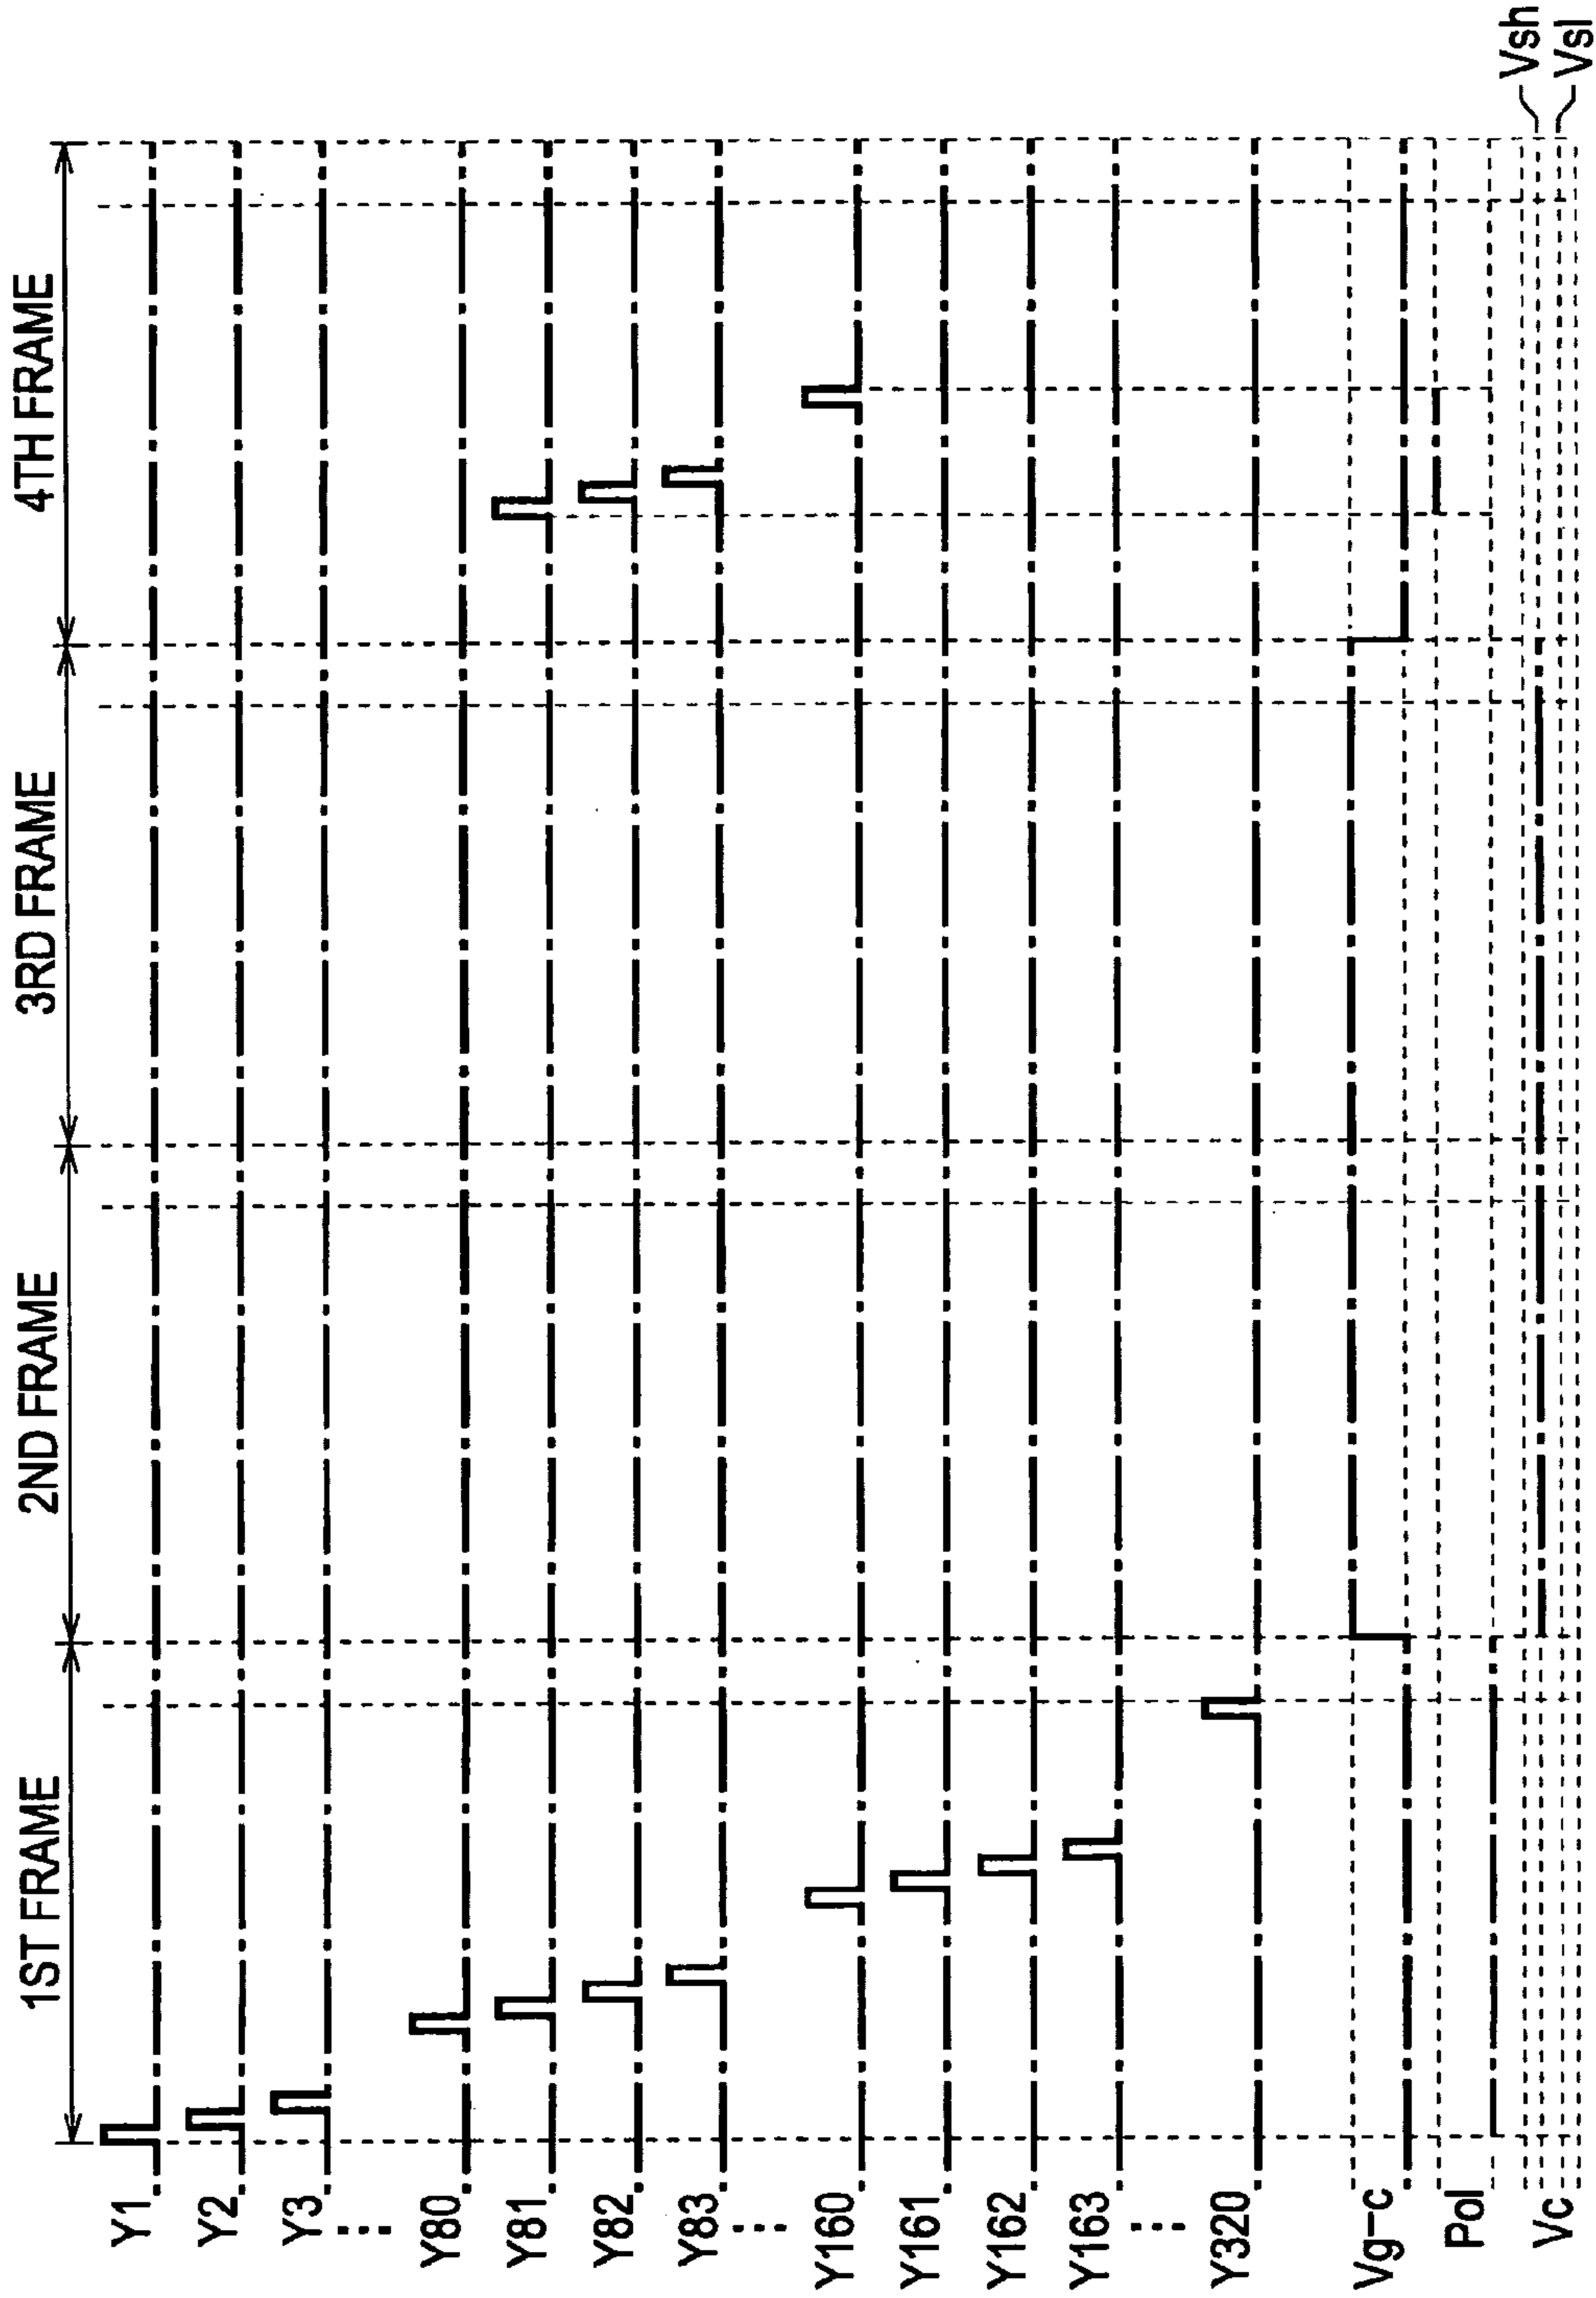 1ST FRAME
2ND FRAME
3RD FRAME
4TH FRAME
Y1
Y2
Y3
⋮
Y80
Y81
Y82
Y83
⋮
Y160
Y161
Y162
Y163
⋮
Y320
Vg-c
Pol
Vc
Vsh
Vsl